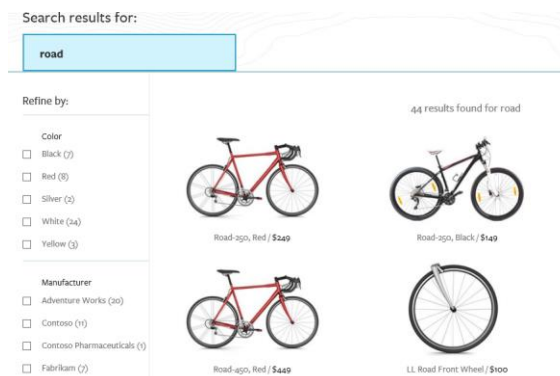 Search results for:
road
Refine by:
44 results found for road
Color
Black (7)
Red (8)
Silver (2)
White (24)
Yellow (3)
Manufacturer
Adventure Works (20)
Contoso (11)
Contoso Pharmaceuticals (1)
Fabrikam (7)
Road-250, Red / $249
Road-250, Black / $149
Road-450, Red / $449
LL Road Front Wheel / $100